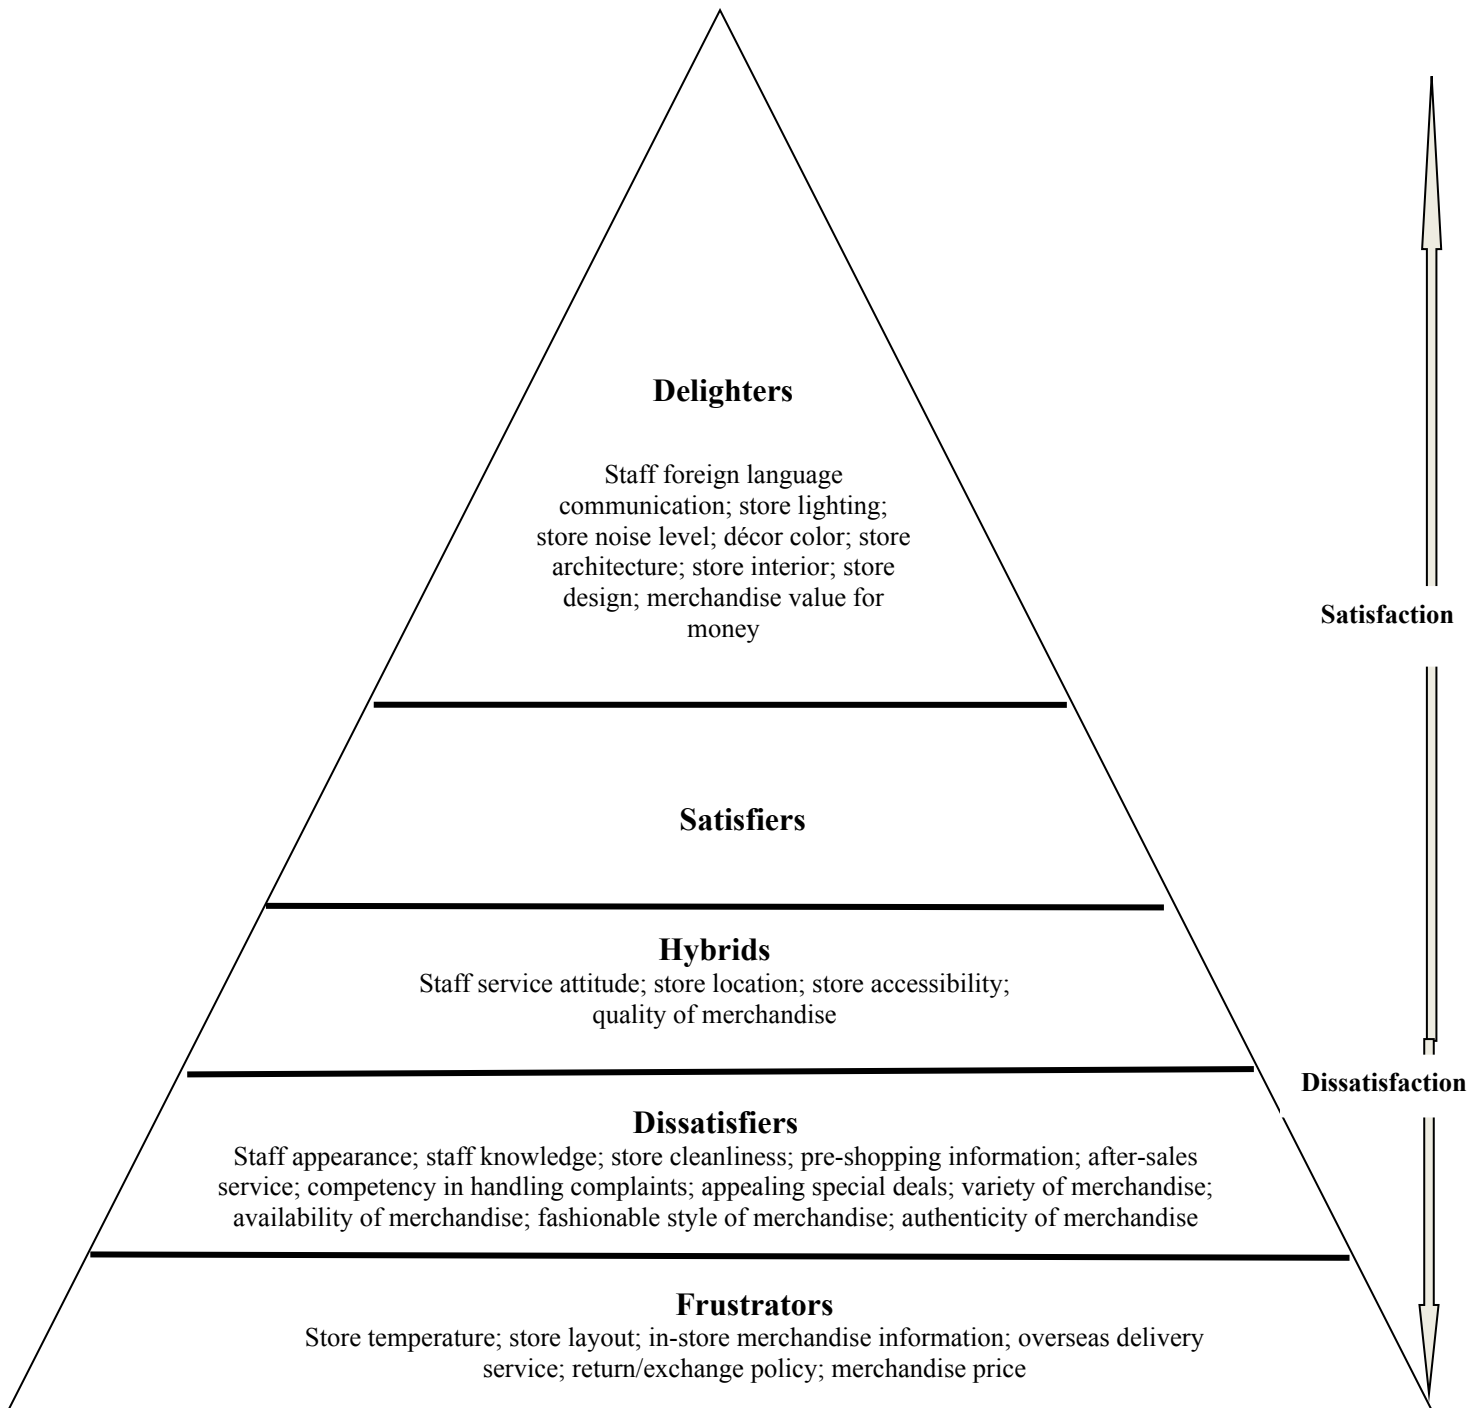 Delighters
Staff foreign language
communication; store lighting;
store noise level; décor color; store
architecture; store interior; store
design; merchandise value for
money
Satisfaction
Satisfiers
Hybrids
Staff service attitude; store location; store accessibility;
quality of merchandise
Dissatisfaction
Dissatisfiers
Staff appearance; staff knowledge; store cleanliness; pre-shopping information; after-sales
service; competency in handling complaints; appealing special deals; variety of merchandise;
availability of merchandise; fashionable style of merchandise; authenticity of merchandise
Frustrators
Store temperature; store layout; in-store merchandise information; overseas delivery
service; return/exchange policy; merchandise price